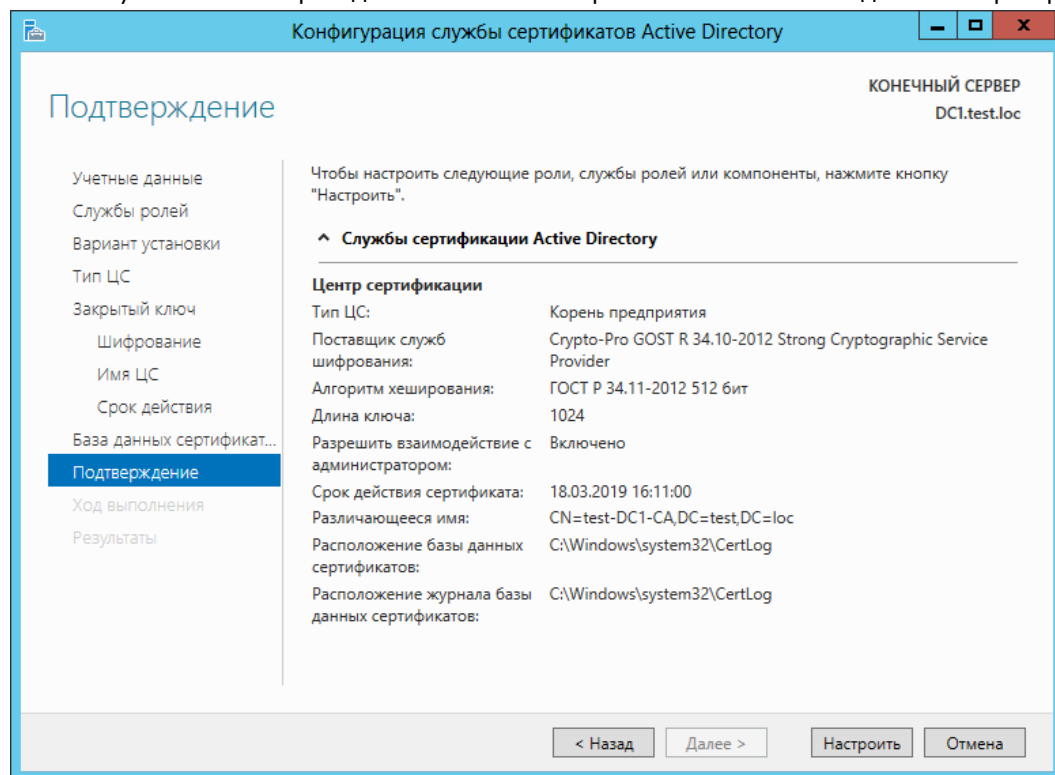 Конфигурация службы сертификатов Active Directory
Подтверждение
КОНЕЧНЫЙ СЕРВЕР
DC1.test.loc
Учетные данные
Службы ролей
Вариант установки
Тип ЦС
Закрытый ключ
Шифрование
Имя ЦС
Срок действия
База данных сертификат...
Подтверждение
Ход выполнения
Результаты
Чтобы настроить следующие роли, службы ролей или компоненты, нажмите кнопку
"Настроить".
Службы сертификации Active Directory
Центр сертификации
Тип ЦС: Корень предприятия
Поставщик служб Crypto-Pro GOST R 34.10-2012 Strong Cryptographic Service
шифрования: Provider
Алгоритм хеширования: ГОСТ Р 34.11-2012 512 бит
Длина ключа: 1024
Разрешить взаимодействие с Включено
администратором:
Срок действия сертификата: 18.03.2019 16:11:00
Различающееся имя: CN=test-DC1-CA,DC=test,DC=loc
Расположение базы данных C:\Windows\system32\CertLog
сертификатов:
Расположение журнала базы C:\Windows\system32\CertLog
данных сертификатов:
< Назад Далее > Настроить Отмена